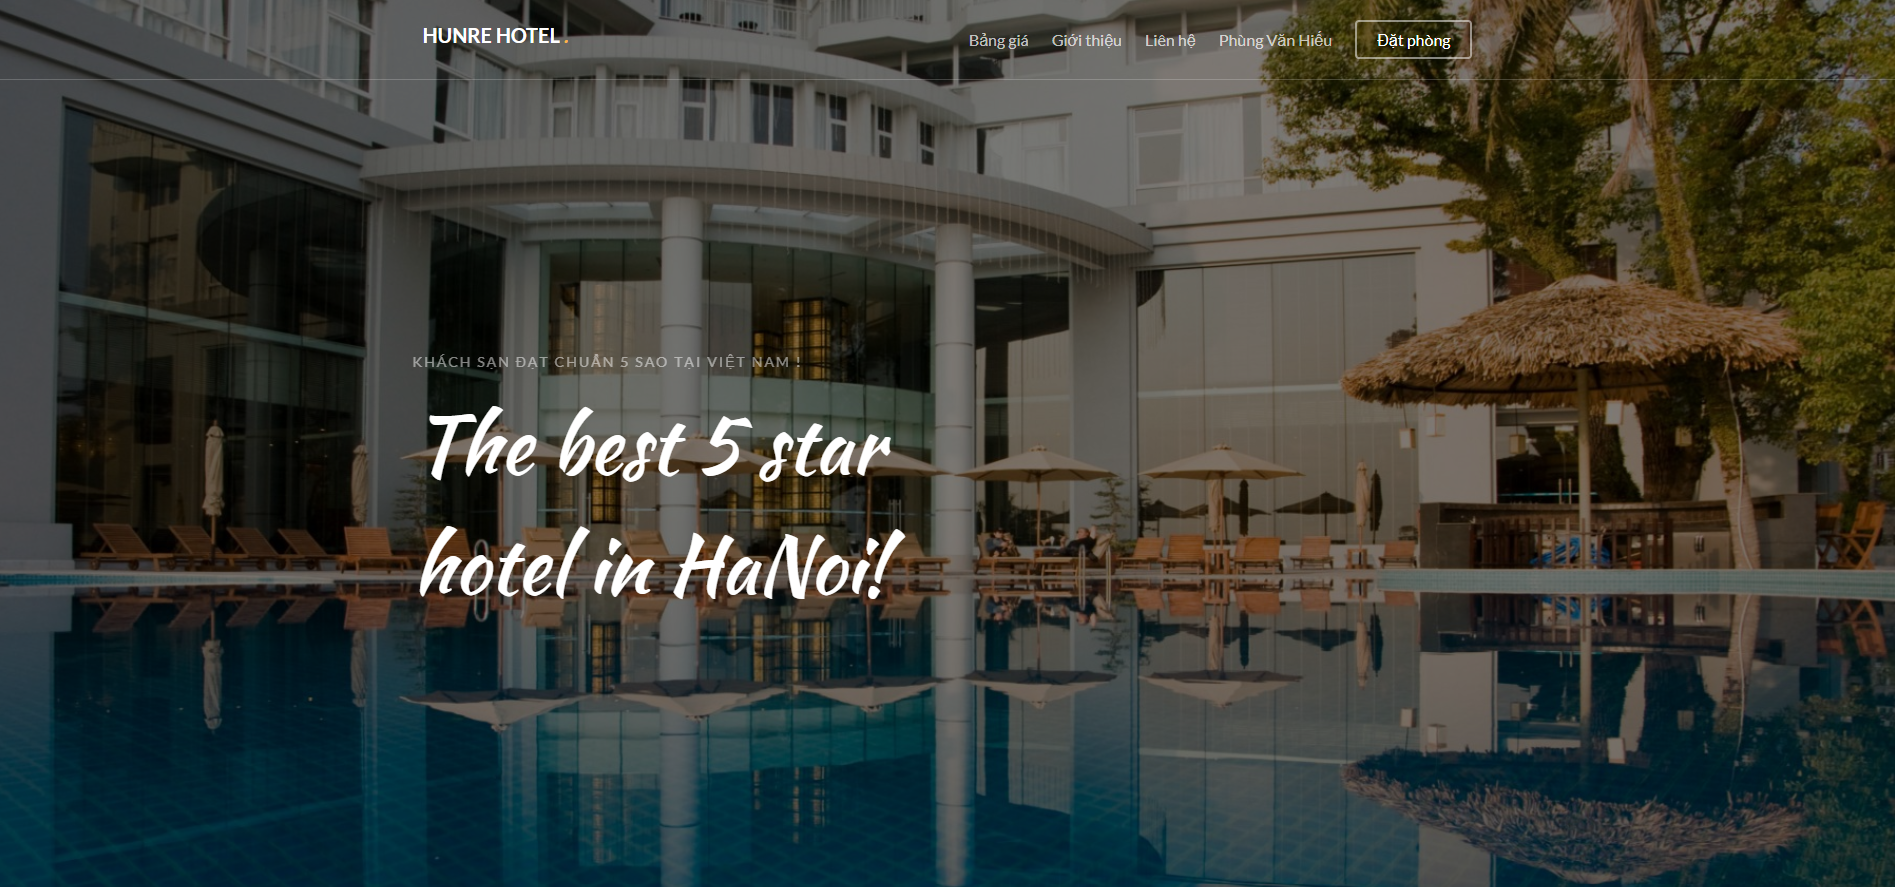 HUNRE HOTEL .
Bảng giá Giới thiệu Liên hệ Phùng Văn Hiếu Đặt phòng
KHÁCH SẠN ĐẠT CHUẨN 5 SAO TẠI VIỆT NAM !
The best 5 star
hotel in HaNoi!